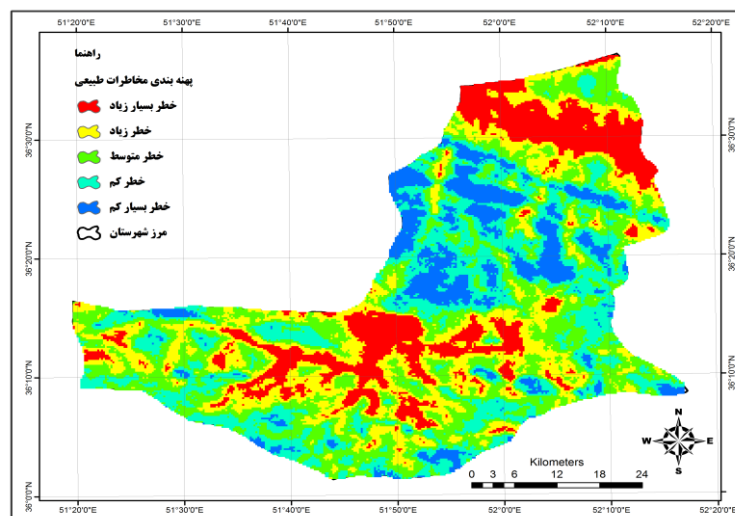 51°20'0"E 51°30'0"E 51°40'0"E 51°50'0"E 52°0'0"E 52°10'0"E 52°20'0"E
راهنما
پهنه بندی مخاطرات طبیعی
خطر بسیار زیاد
خطر زیاد
خطر متوسط
خطر کم
خطر بسیار کم
مرز شهرستان
36°30'0"N 36°30'0"N
36°20'0"N 36°20'0"N
36°10'0"N 36°10'0"N
36°0'0"N 36°0'0"N
N
W E
S
Kilometers
0 3 6 12 18 24
51°20'0"E 51°30'0"E 51°40'0"E 51°50'0"E 52°0'0"E 52°10'0"E 52°20'0"E